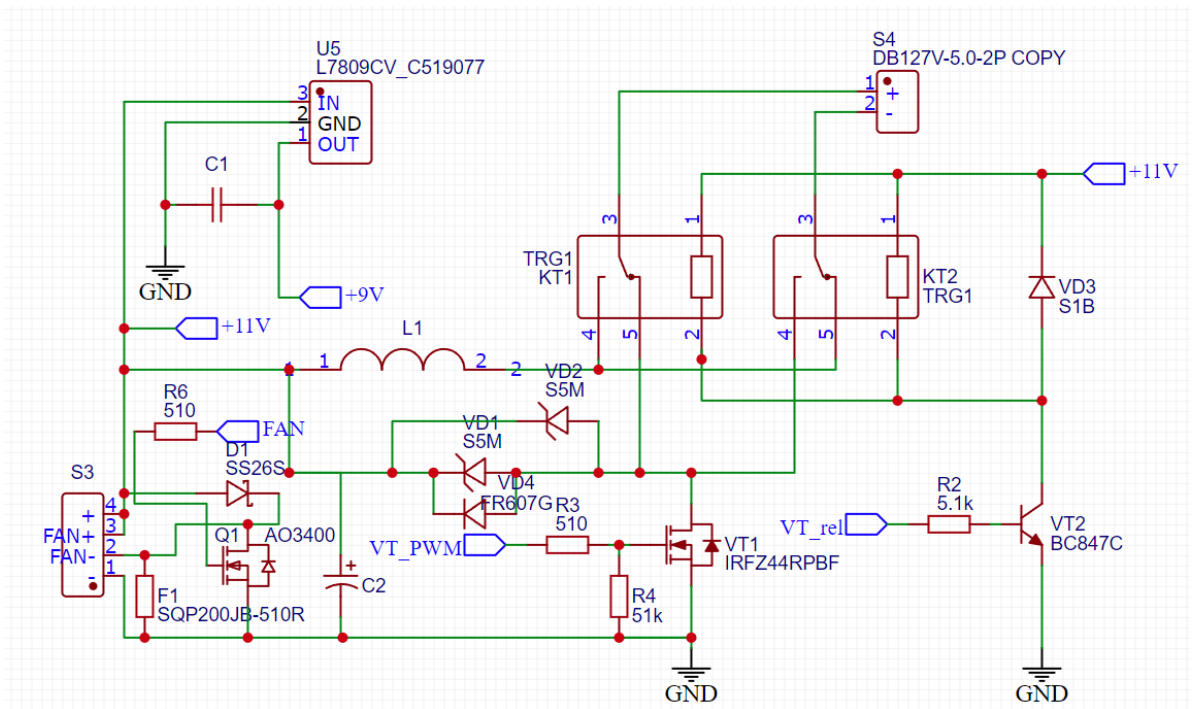 U5
L7809CV_C519077
3
IN
2
GND
1
OUT
S4
DB127V-5.0-2P COPY
1
+
2
-
C1
GND
+9V
+11V
+11V
TRG1
KT1
3
1
4
5
2
3
1
4
5
2
KT2
TRG1
VD3
S1B
L1
1
1
2
2
VD2
S5M
VD1
S5M
VD4
FR607G
R6
510
FAN
D1
SS26S
S3
4
+
3
FAN+
2
FAN-
1
-
Q1
AO3400
F1
SQP200JB-510R
C2
+
VT_PWM
R3
510
R4
51k
VT1
IRFZ44RPBF
VT_rel
R2
5.1k
VT2
BC847C
GND
GND